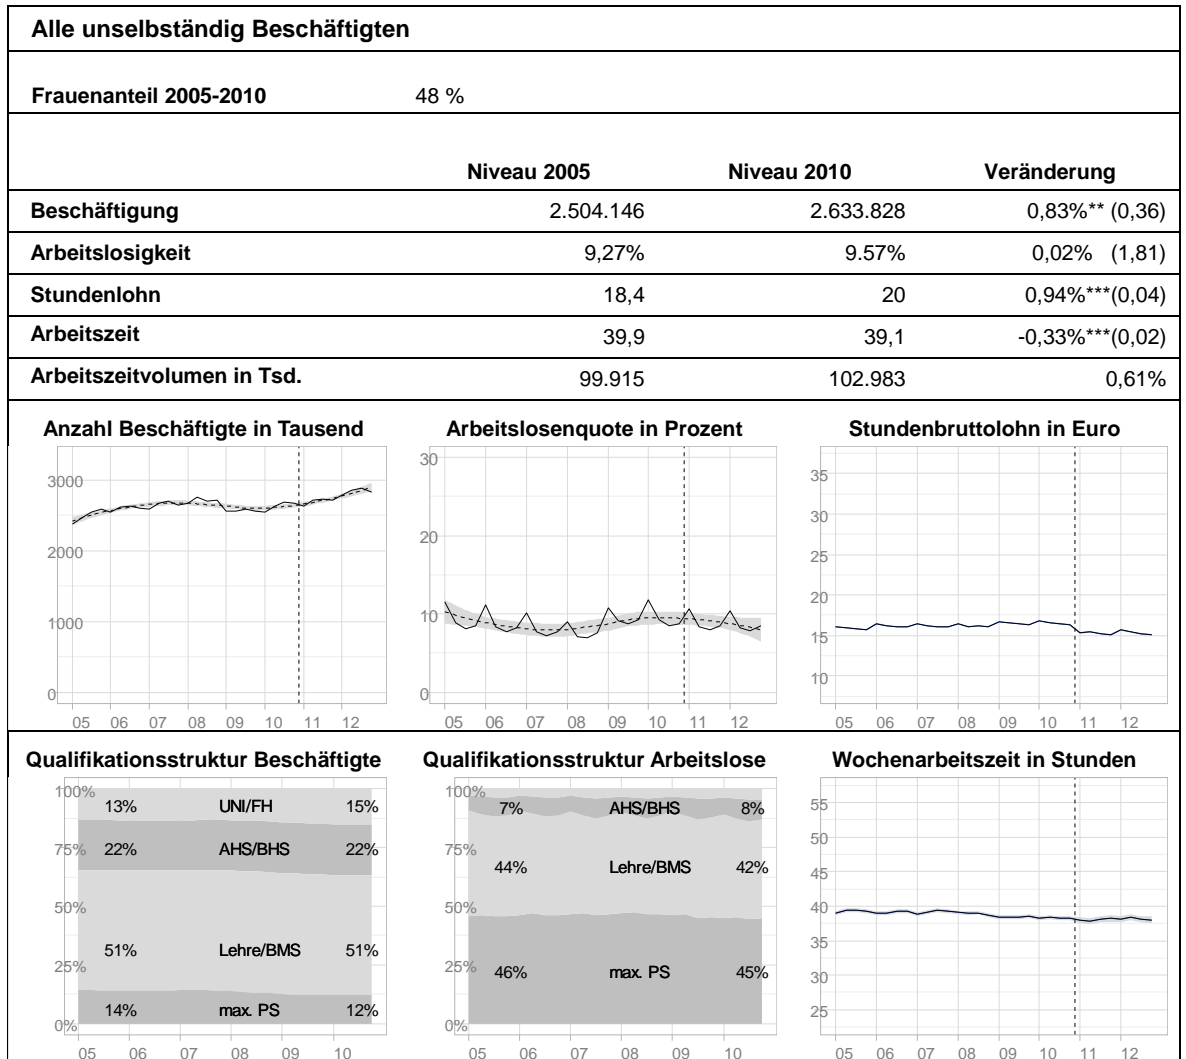 Alle unselbständig Beschäftigten
Frauenanteil 2005-2010 48 %
Niveau 2005 Niveau 2010 Veränderung
Beschäftigung 2.504.146 2.633.828 0,83%** (0,36)
Arbeitslosigkeit 9,27% 9.57% 0,02% (1,81)
Stundenlohn 18,4 20 0,94%***(0,04)
Arbeitszeit 39,9 39,1 -0,33%***(0,02)
Arbeitszeitvolumen in Tsd. 99.915 102.983 0,61%
Anzahl Beschäftigte in Tausend
3000
2000
1000
0
05 06 07 08 09 10 11 12
Arbeitslosenquote in Prozent
30
20
10
0
05 06 07 08 09 10 11 12
Stundenbruttolohn in Euro
35
30
25
20
15
10
05 06 07 08 09 10 11 12
Qualifikationsstruktur Beschäftigte
100%
13% UNI/FH 15%
75% 22% AHS/BHS 22%
50%
51% Lehre/BMS 51%
25%
14% max. PS 12%
0%
05 06 07 08 09 10
Qualifikationsstruktur Arbeitslose
100%
7% AHS/BHS 8%
75%
44% Lehre/BMS 42%
50%
25% 46% max. PS 45%
0%
05 06 07 08 09 10
Wochenarbeitszeit in Stunden
55
50
45
40
35
30
25
05 06 07 08 09 10 11 12